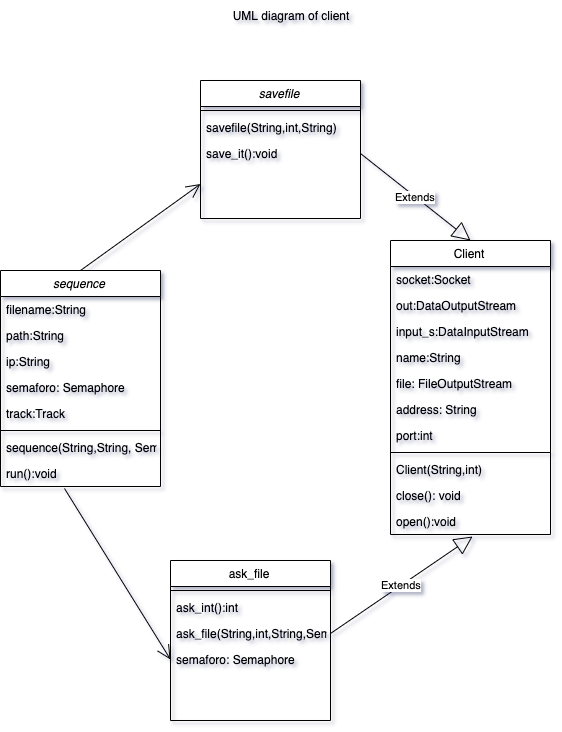 UML diagram of client
savefile
savefile(String,int,String)
save_it():void
Extends
Client
socket:Socket
out:DataOutputStream
input_s:DataInputStream
name:String
file: FileOutputStream
address: String
port:int
Client(String,int)
close(): void
open():void
sequence
filename:String
path:String
ip:String
semaforo: Semaphore
track:Track
sequence(String,String, Sem
run():void
Extends
ask_file
ask_int():int
ask_file(String,int,String,Sem
semaforo: Semaphore